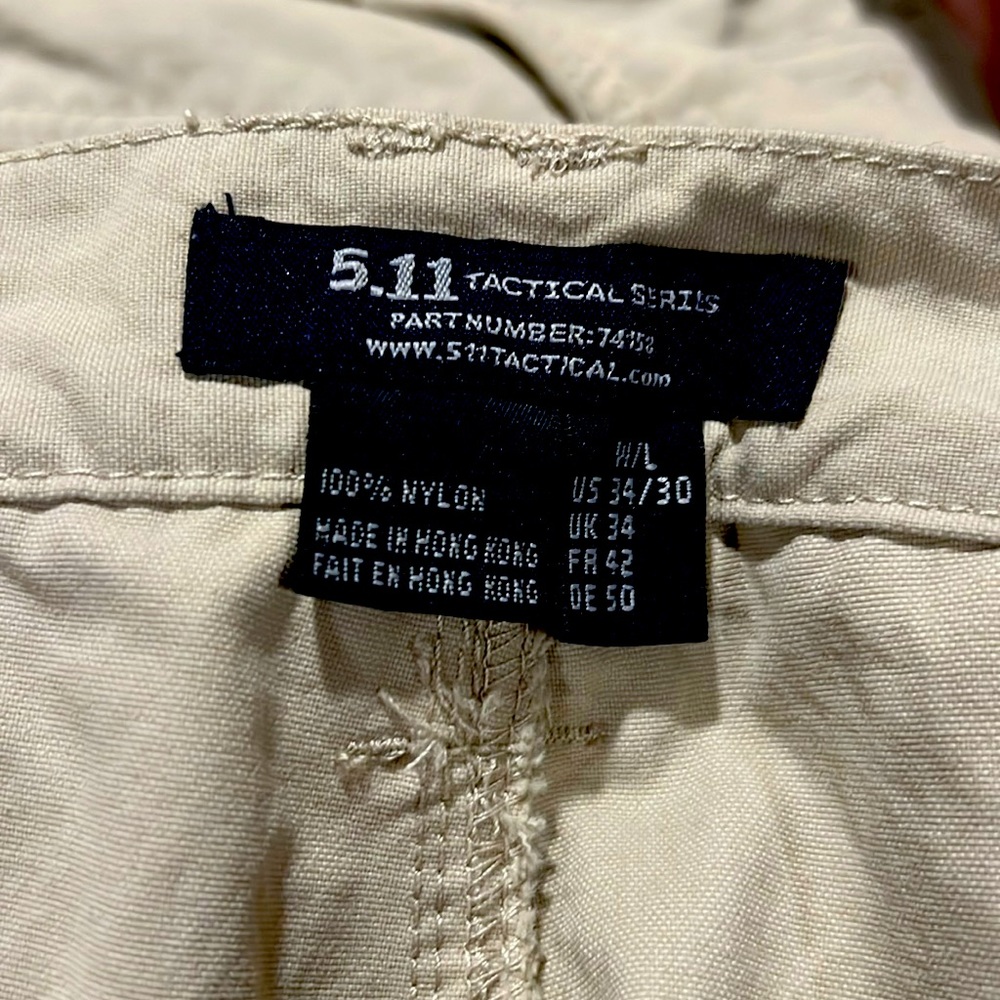 5.11 TACTICAL SERIES
PART NUMBER:
WWW.511TACTICAL.com
W/L
100% NYLON US 34/30
UK 34
MADE IN HONG KONG FR 42
FAIT EN HONG KONG DE 50